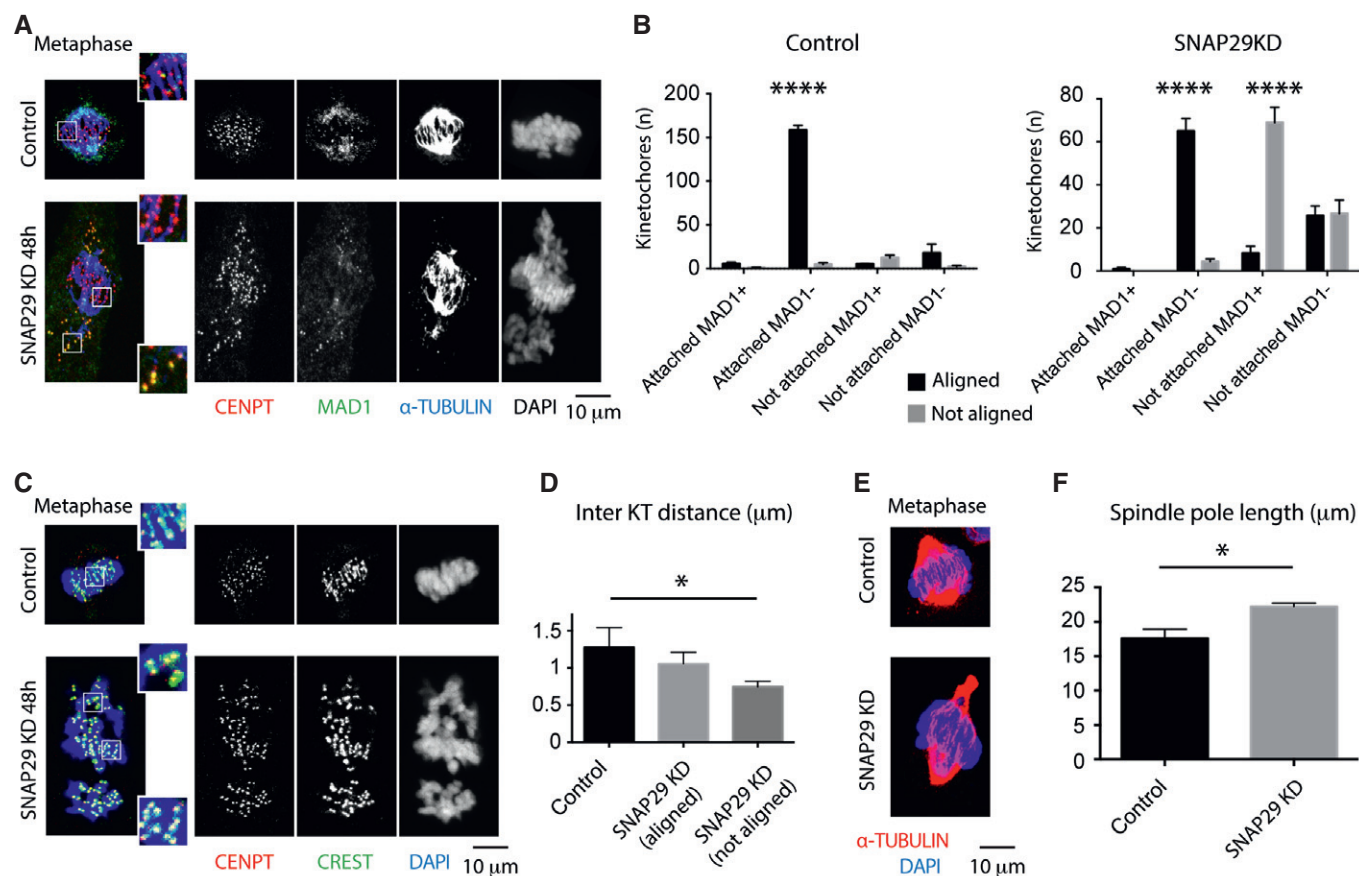 A
Metaphase
Control
SNAP29 KD 48h
CENPT
MAD1
α-TUBULIN
DAPI
10 μm
B
Control
Kinetochores (n)
200
150
100
50
0
****
Attached MAD1+
Attached MAD1-
Not attached MAD1+
Not attached MAD1-
SNAP29KD
Kinetochores (n)
80
60
40
20
0
****
****
Attached MAD1+
Attached MAD1-
Not attached MAD1+
Not attached MAD1-
Aligned
Not aligned
C
Metaphase
Control
SNAP29 KD 48h
CENPT
CREST
DAPI
10 μm
D
Inter KT distance (μm)
*
1.5
1
0.5
0
Control
SNAP29 KD
(aligned)
SNAP29 KD
(not aligned)
E
Metaphase
Control
SNAP29 KD
α-TUBULIN
DAPI
10 μm
F
Spindle pole length (μm)
*
25
20
15
10
5
0
Control
SNAP29 KD